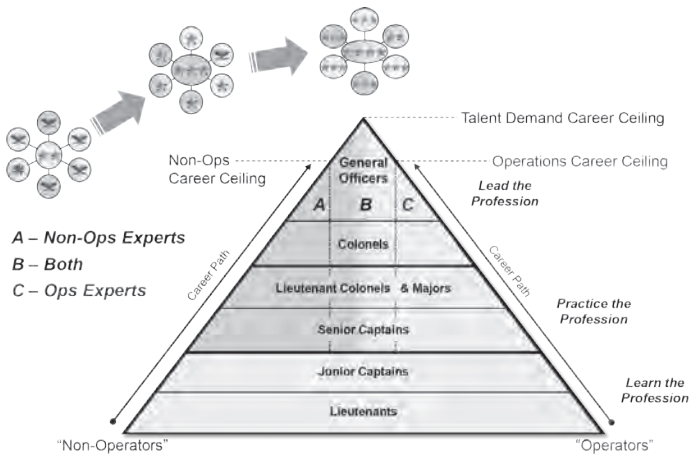 Talent Demand Career Ceiling
Non-Ops
Career Ceiling
Operations Career Ceiling
General
Officers
Lead the
Profession
A B C
A – Non-Ops Experts
B – Both
C – Ops Experts
Colonels
Career Path
Career Path
Lieutenant Colonels & Majors
Practice the
Profession
Senior Captains
Junior Captains
Learn the
Profession
Lieutenants
"Non-Operators"
"Operators"